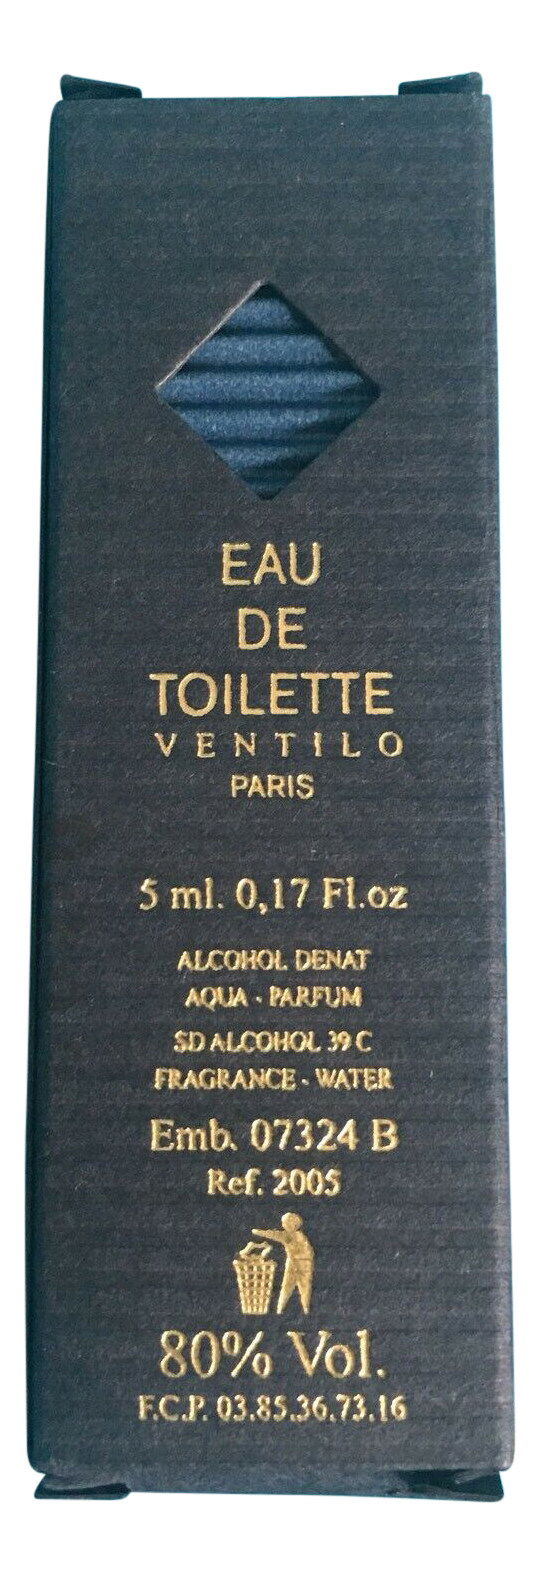 EAU
DE
TOILETTE
VENTILO
PARIS
5 ml. 0,17 Fl.oz
ALCOHOL DENAT
AQUA - PARFUM
SD ALCOHOL 39 C
FRAGRANCE - WATER
Emb. 07324 B
Ref. 2005
80% Vol.
F.C.P. 03.85.36.73.16